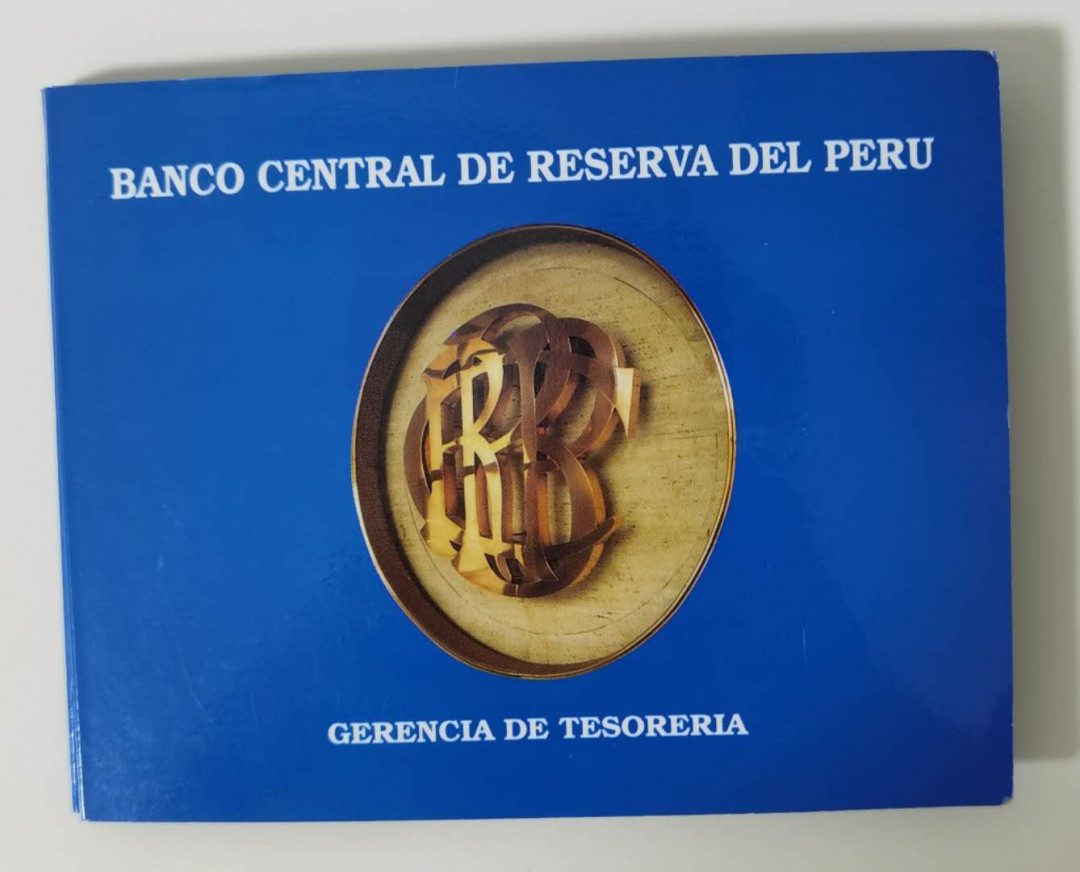 BANCO CENTRAL DE RESERVA DEL PERU
GERENCIA DE TESORERIA